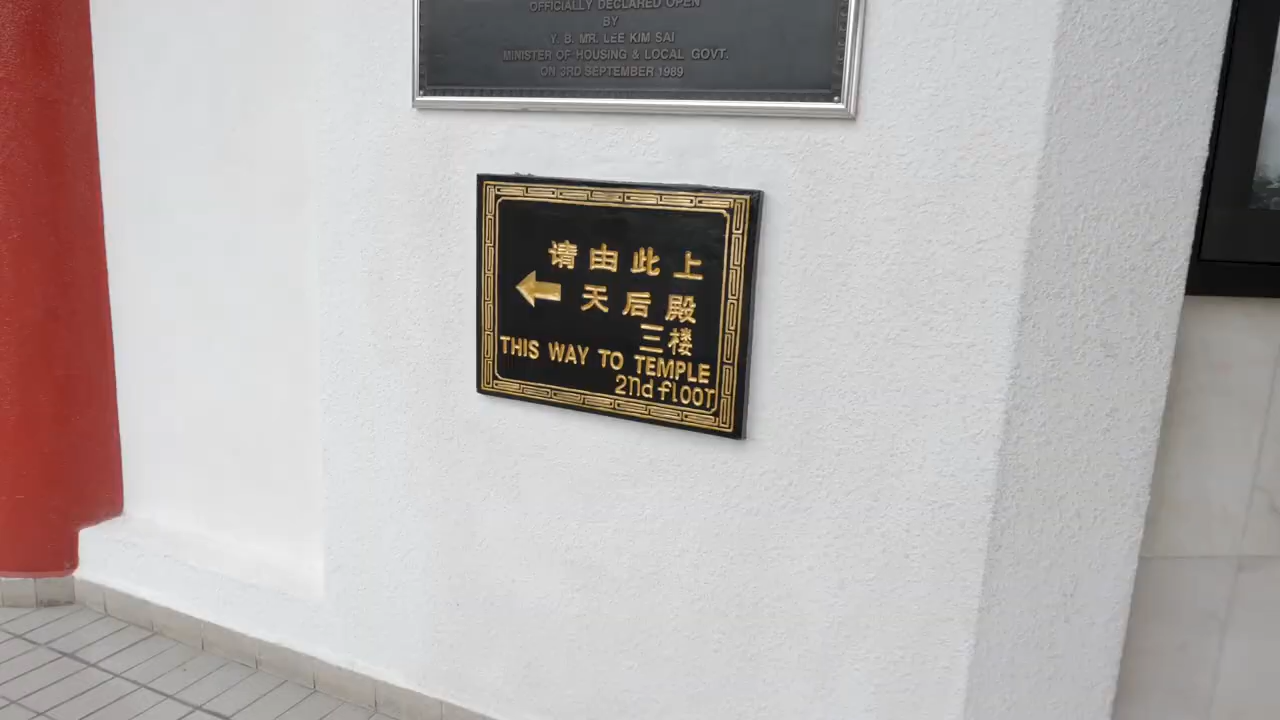 OFFICIALLY DECLARED OPEN
BY
Y. B. MR. LEE KIM SAI
MINISTER OF HOUSING & LOCAL GOVT.
ON 3RD SEPTEMBER 1989
请由此上
天后殿
三楼
THIS WAY TO TEMPLE
2nd floor